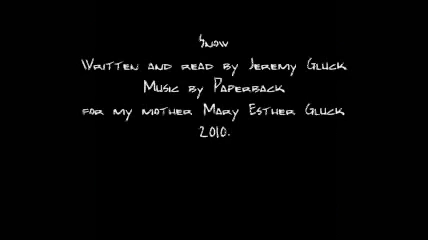 Snow
Written and read by Jeremy Gluck
Music by Paperback
for my mother Mary Esther Gluck
2010.